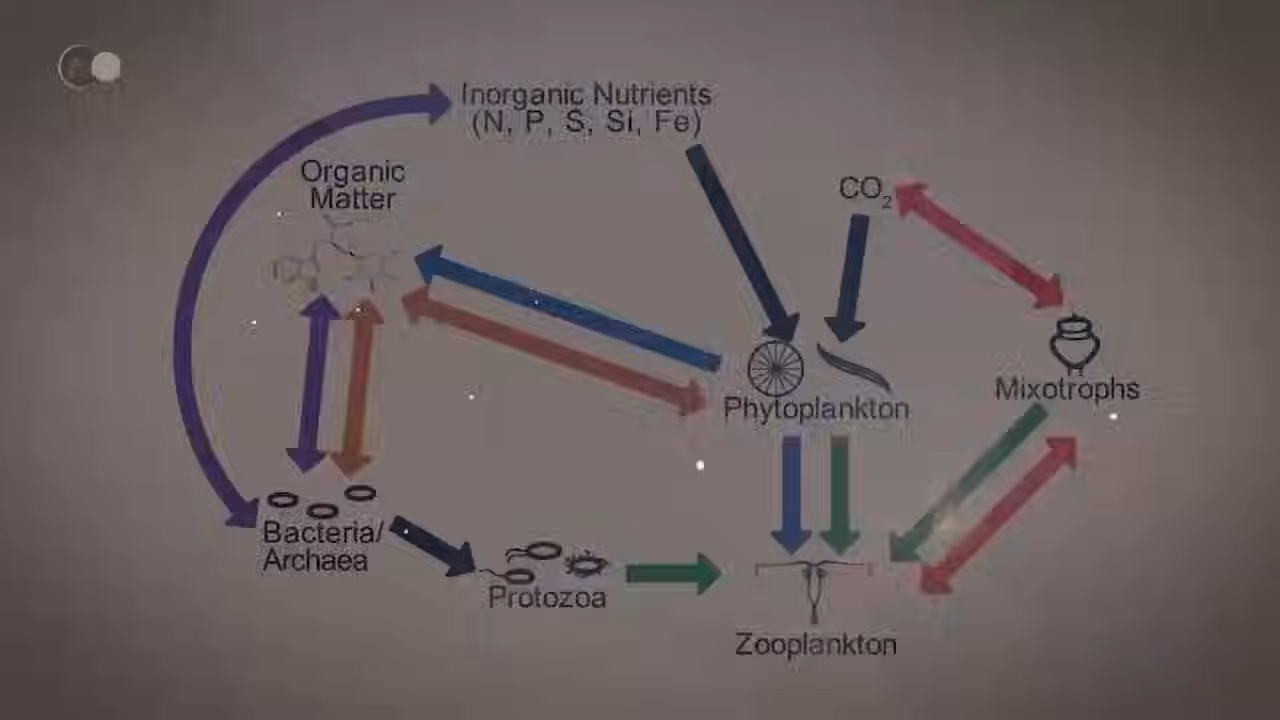 Inorganic Nutrients
(N, P, S, Si, Fe)
Organic
Matter
CO₂
Mixotrophs
Phytoplankton
Bacteria/
Archaea
Protozoa
Zooplankton